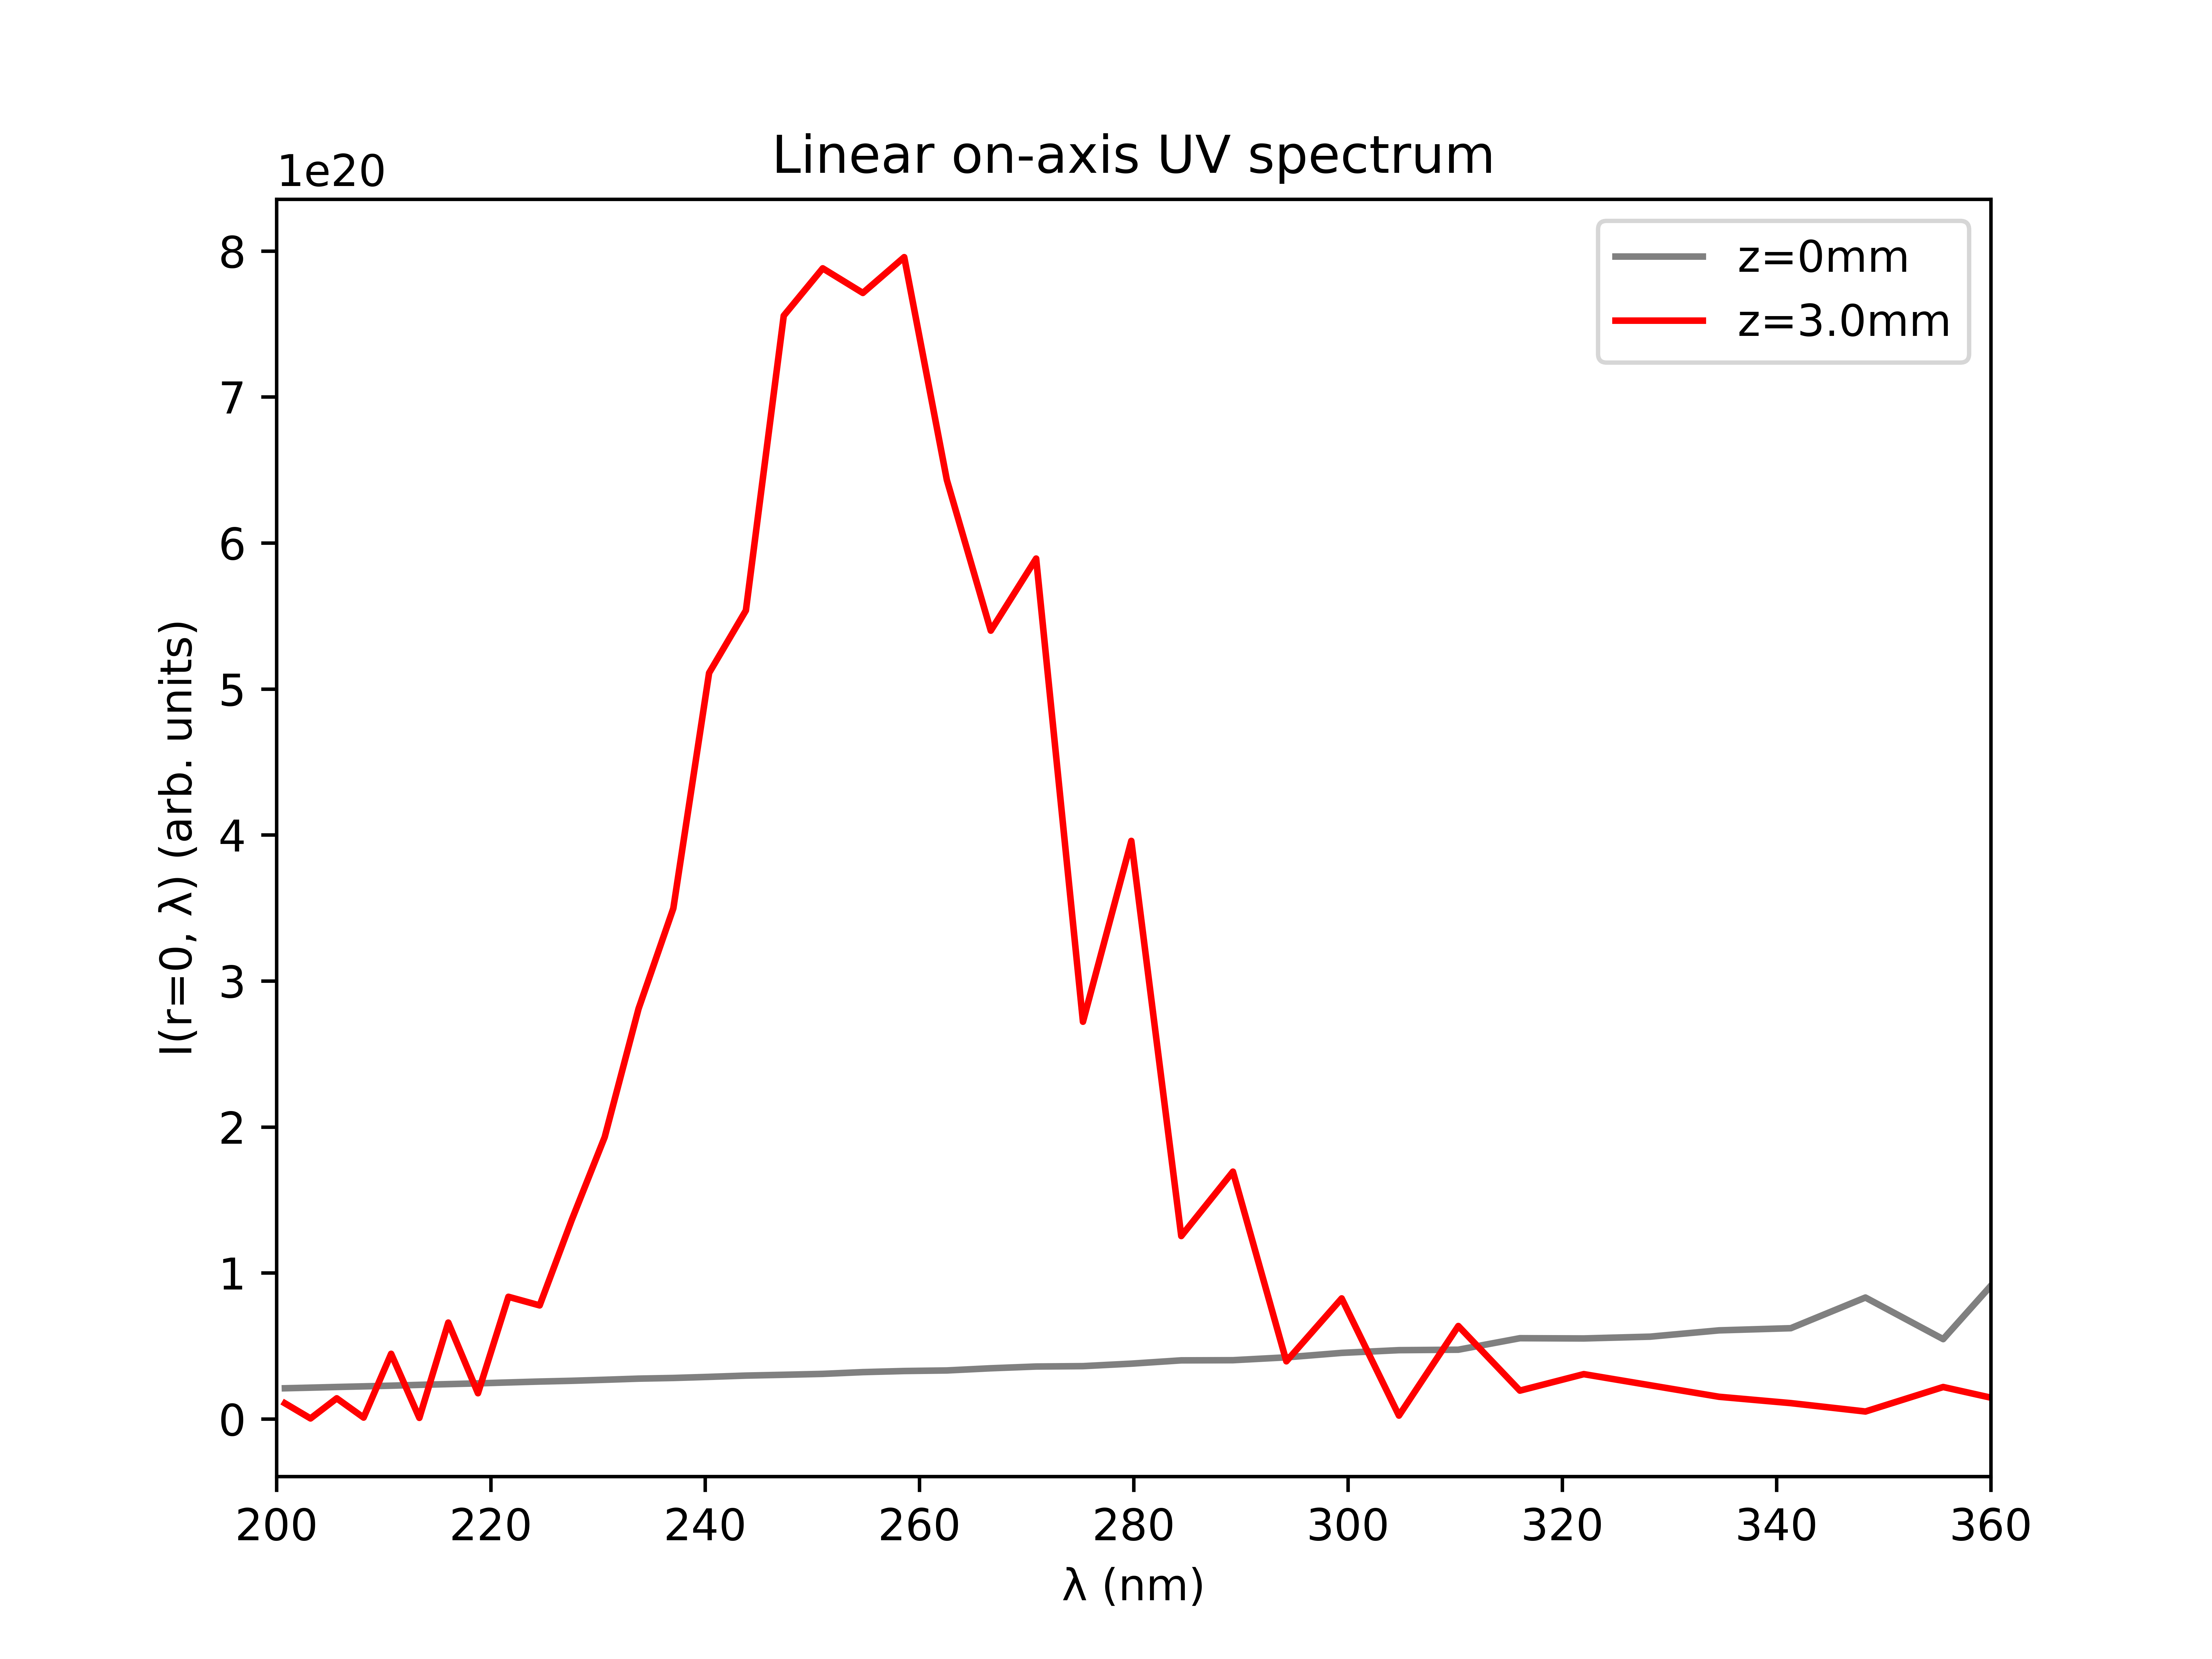 Linear on-axis UV spectrum
1e20
z=0mm
z=3.0mm
8
7
6
5
4
3
2
1
0
I(r=0, λ) (arb. units)
200 220 240 260 280 300 320 340 360
λ (nm)